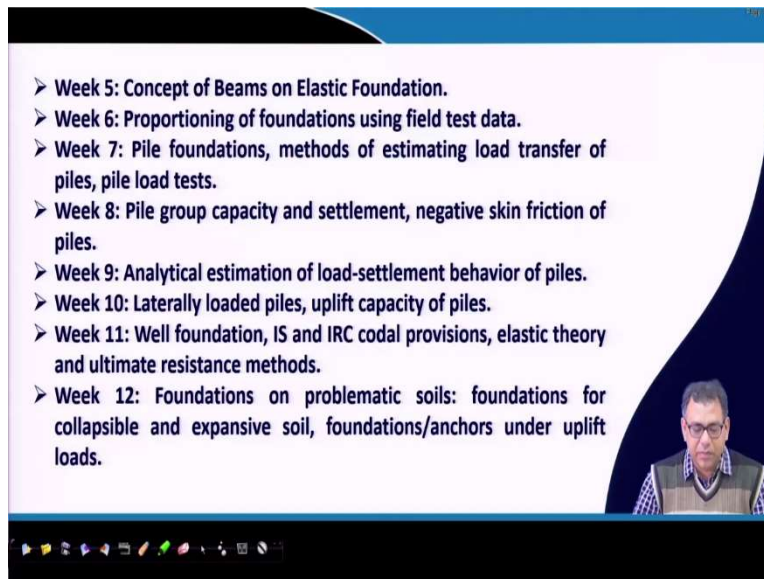 ➤ Week 5: Concept of Beams on Elastic Foundation.
➤ Week 6: Proportioning of foundations using field test data.
➤ Week 7: Pile foundations, methods of estimating load transfer of
piles, pile load tests.
➤ Week 8: Pile group capacity and settlement, negative skin friction of
piles.
➤ Week 9: Analytical estimation of load-settlement behavior of piles.
➤ Week 10: Laterally loaded piles, uplift capacity of piles.
➤ Week 11: Well foundation, IS and IRC codal provisions, elastic theory
and ultimate resistance methods.
➤ Week 12: Foundations on problematic soils: foundations for
collapsible and expansive soil, foundations/anchors under uplift
loads.